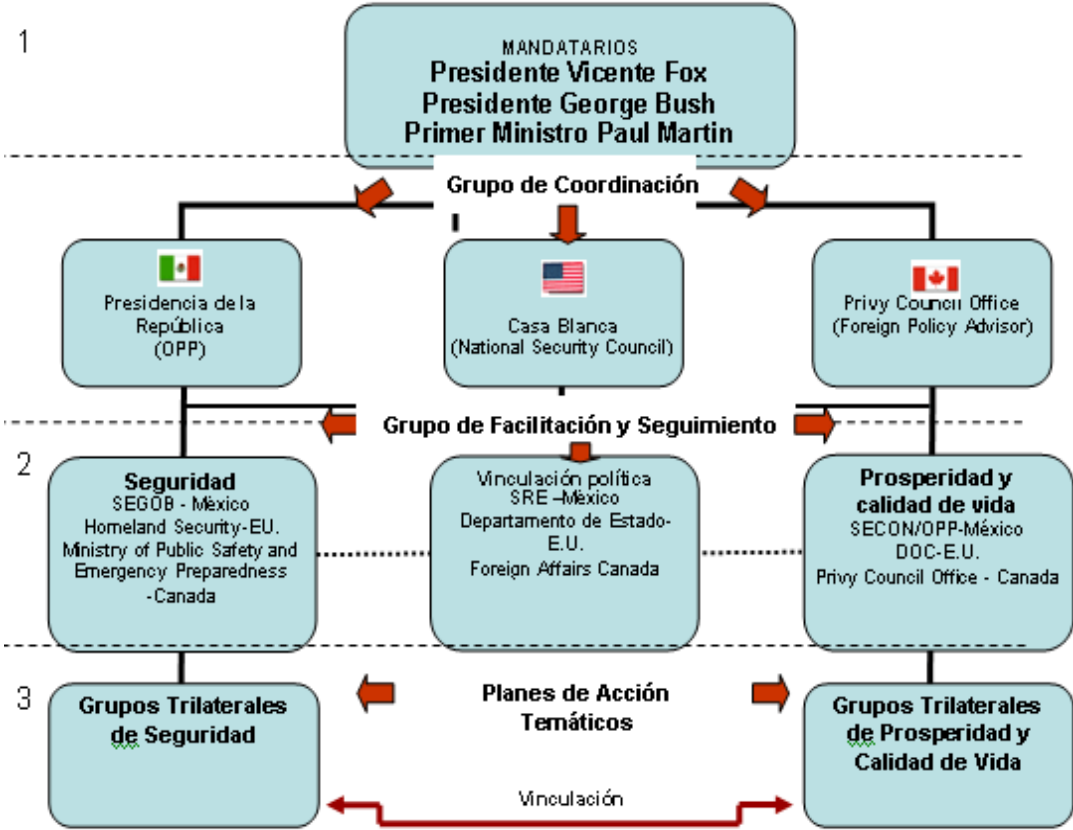 1
MANDATARIOS
Presidente Vicente Fox
Presidente George Bush
Primer Ministro Paul Martin
Grupo de Coordinación
Presidencia de la
República
(OPP)
Casa Blanca
(National Security Council)
Privy Council Office
(Foreign Policy Advisor)
Grupo de Facilitación y Seguimiento
2
Seguridad
SEGOB - México
Homeland Security-EU.
Ministry of Public Safety and
Emergency Preparedness
-Canada
Vinculación política
SRE –México
Departamento de Estado-
E.U.
Foreign Affairs Canada
Prosperidad y
calidad de vida
SECON/OPP-México
DOC-E.U.
Privy Council Office - Canada
3
Grupos Trilaterales
de Seguridad
Planes de Acción
Temáticos
Grupos Trilaterales
de Prosperidad y
Calidad de Vida
Vinculación